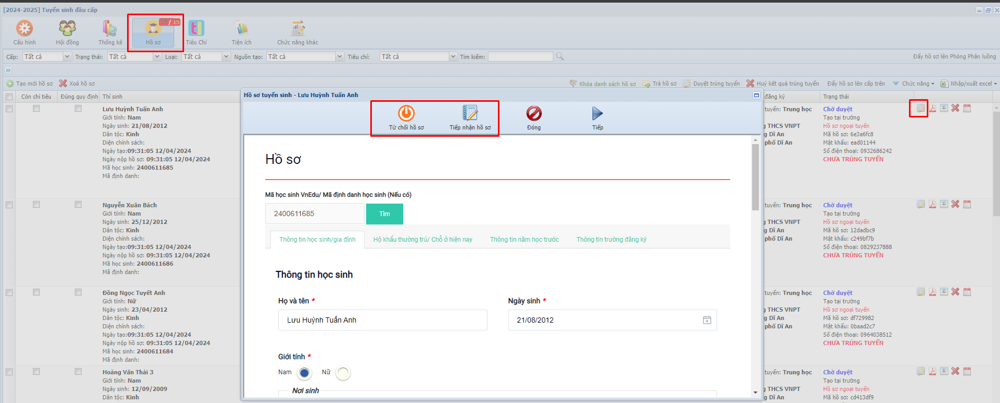 [2024-2025] Tuyển sinh đầu cấp
Cấu hình
Hội đồng
Thống kê
15 / 15
Hồ sơ
Tiêu Chí
Tiện ích
Chức năng khác
Cấp: Tất cả Trạng thái: Tất cả Loại: Tất cả Nguồn tạo: Tất cả Tiêu chí: Tất cả Tìm kiếm: Đẩy hồ sơ lên Phòng Phân luồng
Tạo mới hồ sơ Xoá hồ sơ Khóa danh sách hồ sơ Trả hồ sơ Duyệt trúng tuyển Huỷ kết quả trúng tuyển Đẩy hồ sơ lên cấp trên Chức năng Nhập/xuất excel
Còn chỉ tiêu Đúng quy định Thí sinh đăng ký Trạng thái
Lưu Huỳnh Tuấn Anh
Giới tính: Nam
Ngày sinh: 21/08/2012
Dân tộc: Kinh
Diện chính sách:
Ngày tạo:09:31:05 12/04/2024
Ngày nộp hồ sơ: 09:31:05 12/04/2024
Mã học sinh: 2400611685
Mã định danh:
Nguyễn Xuân Bách
Giới tính: Nam
Ngày sinh: 25/12/2012
Dân tộc: Kinh
Diện chính sách:
Ngày tạo:09:31:05 12/04/2024
Ngày nộp hồ sơ: 09:31:05 12/04/2024
Mã học sinh: 2400611686
Mã định danh:
Đồng Ngọc Tuyết Anh
Giới tính: Nữ
Ngày sinh: 23/04/2012
Dân tộc: Kinh
Diện chính sách:
Ngày tạo:09:31:05 12/04/2024
Ngày nộp hồ sơ: 09:31:05 12/04/2024
Mã học sinh: 2400611684
Mã định danh:
Hoàng Văn Thái 3
Giới tính: Nam
Ngày sinh: 12/09/2009
Dân tộc: Kinh
Hồ sơ tuyển sinh - Lưu Huỳnh Tuấn Anh
Từ chối hồ sơ
Tiếp nhận hồ sơ
Đóng
Tiếp
Hồ sơ
Mã học sinh VnEdu/ Mã định danh học sinh (Nếu có)
2400611685
Tìm
Thông tin học sinh/gia đình
Hộ khẩu thường trú/ Chỗ ở hiện nay
Thông tin năm học trước
Thông tin trường đăng ký
Thông tin học sinh
Họ và tên *
Lưu Huỳnh Tuấn Anh
Ngày sinh *
21/08/2012
Giới tính *
Nam
Nữ
Nơi sinh
tuyển: Trung học
THCS VNPT
g Dĩ An
phố Dĩ An
Chờ duyệt
Tạo tại trường
Hồ sơ ngoại tuyến
Mã hồ sơ: 6e3a6fc8
Mật khẩu: ead01144
Số điện thoại: 0932686242
CHƯA TRÚNG TUYỂN
tuyển: Trung học
THCS VNPT
g Dĩ An
phố Dĩ An
Chờ duyệt
Tạo tại trường
Hồ sơ ngoại tuyến
Mã hồ sơ: 12dadbc9
Mật khẩu: c249bf7b
Số điện thoại: 0829237888
CHƯA TRÚNG TUYỂN
tuyển: Trung học
THCS VNPT
g Dĩ An
phố Dĩ An
Chờ duyệt
Tạo tại trường
Hồ sơ ngoại tuyến
Mã hồ sơ: df729982
Mật khẩu: 0baad2c7
Số điện thoại: 0964038512
CHƯA TRÚNG TUYỂN
tuyển: Trung học
THCS VNPT
g Dĩ An
Chờ duyệt
Tạo tại trường
Hồ sơ ngoại tuyến
Mã hồ sơ: cd413df9